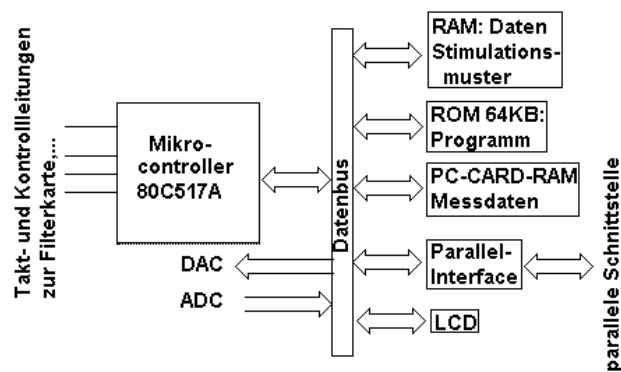 Takt- und Kontrollleitungen
zur Filterkarte,...
Mikro-
controller
80C517A
DAC
ADC
Datenbus
RAM: Daten
Stimulations-
muster
ROM 64KB:
Programm
PC-CARD-RAM
Messdaten
Parallel-
Interface
LCD
parallele Schnittstelle